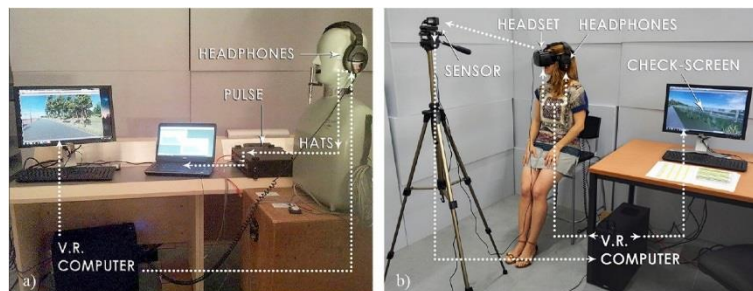 HEADPHONES
PULSE
HATS
V.R.
COMPUTER
a)
HEADSET
HEADPHONES
SENSOR
CHECK-SCREEN
V.R.
COMPUTER
b)